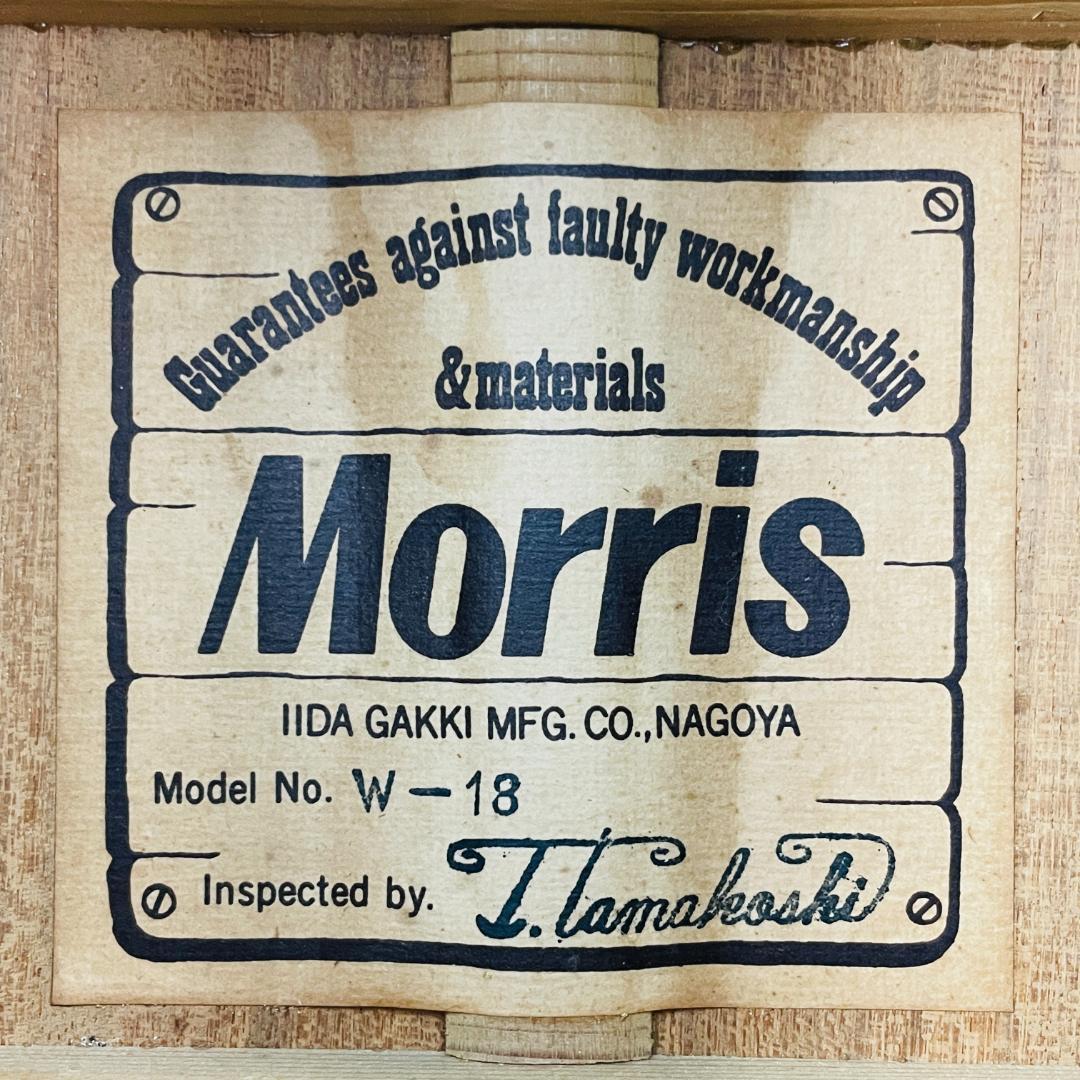 Guarantees against faulty workmanship
& materials
Morris
IIDA GAKKI MFG. CO., NAGOYA
Model No. W-18
Inspected by. T. Tamakoshi